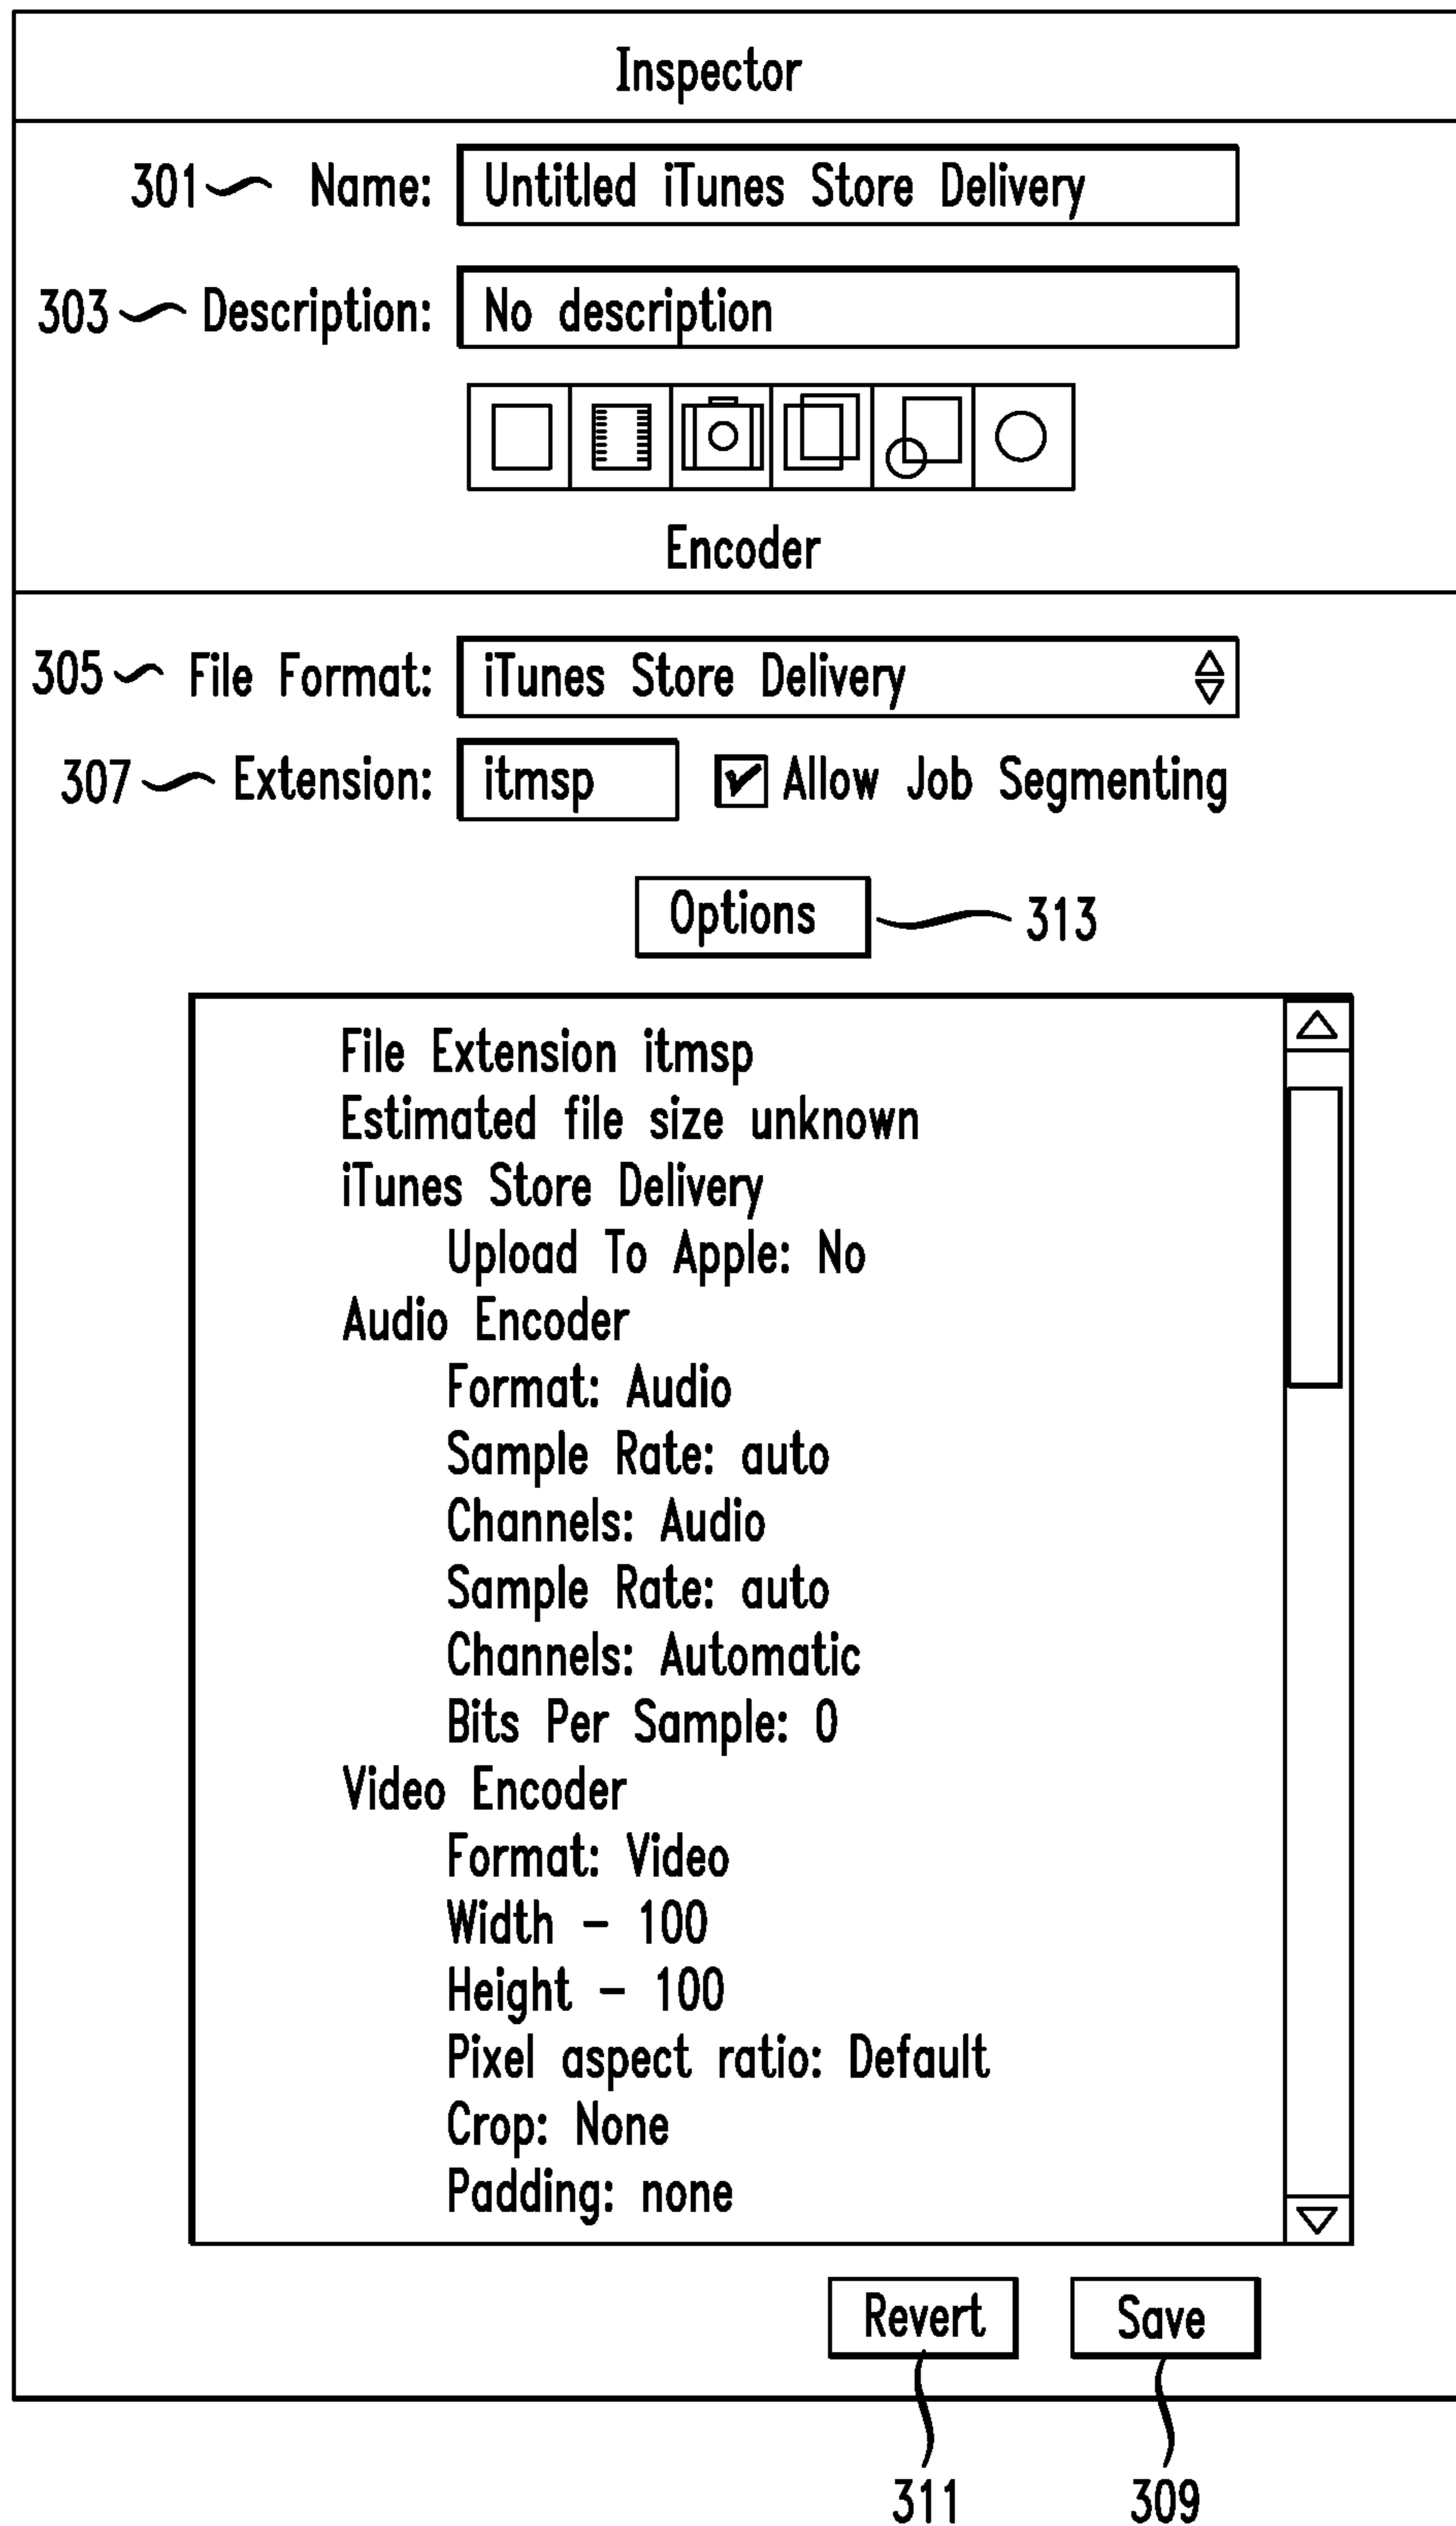 Inspector
301 Name: Untitled iTunes Store Delivery
303 Description: No description
Encoder
305 File Format: iTunes Store Delivery
307 Extension: itmsp Allow Job Segmenting
Options 313
File Extension itmsp
Estimated file size unknown
iTunes Store Delivery
Upload To Apple: No
Audio Encoder
Format: Audio
Sample Rate: auto
Channels: Audio
Sample Rate: auto
Channels: Automatic
Bits Per Sample: 0
Video Encoder
Format: Video
Width – 100
Height – 100
Pixel aspect ratio: Default
Crop: None
Padding: none
Revert Save
311 309